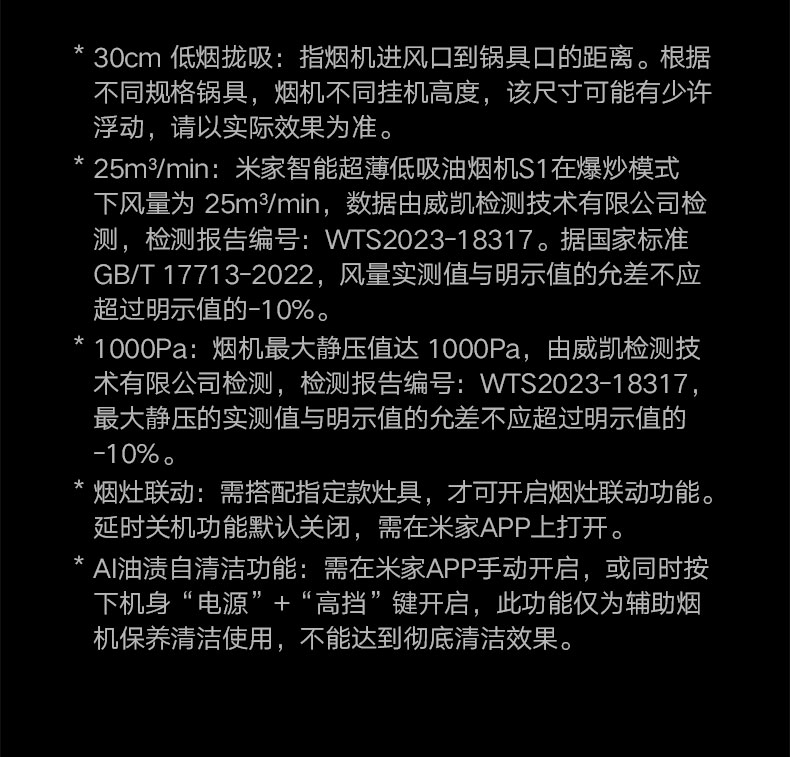 * 30cm 低烟拢吸：指烟机进风口到锅具口的距离。根据
不同规格锅具，烟机不同挂机高度，该尺寸可能有少许
浮动，请以实际效果为准。
* 25m³/min：米家智能超薄低吸油烟机S1在爆炒模式
下风量为 25m³/min，数据由威凯检测技术有限公司检
测，检测报告编号：WTS2023-18317。据国家标准
GB/T 17713-2022，风量实测值与明示值的允差不应
超过明示值的-10%。
* 1000Pa：烟机最大静压值达 1000Pa，由威凯检测技
术有限公司检测，检测报告编号：WTS2023-18317，
最大静压的实测值与明示值的允差不应超过明示值的
-10%。
* 烟灶联动：需搭配指定款灶具，才可开启烟灶联动功能。
延时关机功能默认关闭，需在米家APP上打开。
* AI油渍自清洁功能：需在米家APP手动开启，或同时按
下机身“电源”+“高挡”键开启，此功能仅为辅助烟
机保养清洁使用，不能达到彻底清洁效果。